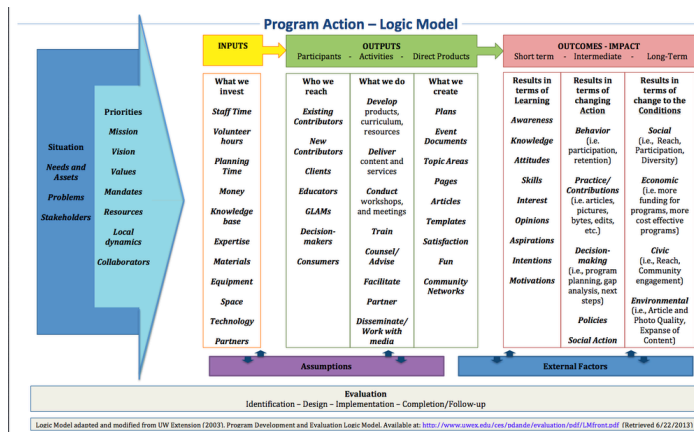 Program Action – Logic Model
INPUTS
OUTPUTS
Participants - Activities - Direct Products
OUTCOMES - IMPACT
Short term - Intermediate - Long-Term
Situation
Needs and
Assets
Problems
Stakeholders
Priorities
Mission
Vision
Values
Mandates
Resources
Local
dynamics
Collaborators
What we
invest
Staff Time
Volunteer
hours
Planning
Time
Money
Knowledge
base
Expertise
Materials
Equipment
Space
Technology
Partners
Who we
reach
Existing
Contributors
New
Contributors
Clients
Educators
GLAMs
Decision-
makers
Consumers
What we do
Develop
products,
curriculum,
resources
Deliver
content and
services
Conduct
workshops,
and meetings
Train
Counsel/
Advise
Facilitate
Partner
Disseminate/
Work with
media
What we
create
Plans
Event
Documents
Topic Areas
Pages
Articles
Templates
Satisfaction
Fun
Community
Networks
Results in
terms of
Learning
Awareness
Knowledge
Attitudes
Skills
Interest
Opinions
Aspirations
Intentions
Motivations
Results in
terms of
changing
Action
Behavior
(i.e.
participation,
retention)
Practice/
Contributions
(i.e. articles,
pictures,
bytes, edits,
etc.)
Decision-
making
(i.e., program
planning, gap
analysis, next
steps)
Policies
Social Action
Results in
terms of
change to the
Conditions
Social
(i.e., Reach,
Participation,
Diversity)
Economic
(i.e. more
funding for
programs, more
cost effective
programs)
Civic
(i.e., Reach,
Community
engagement)
Environmental
(i.e., Article and
Photo Quality,
Expanse of
Content)
Assumptions
External Factors
Evaluation
Identification – Design – Implementation – Completion/Follow-up
Logic Model adapted and modified from UW Extension (2003). Program Development and Evaluation Logic Model. Available at: http://www.uwex.edu/ces/pdande/evaluation/pdf/LMfront.pdf (Retrieved 6/22/2013)